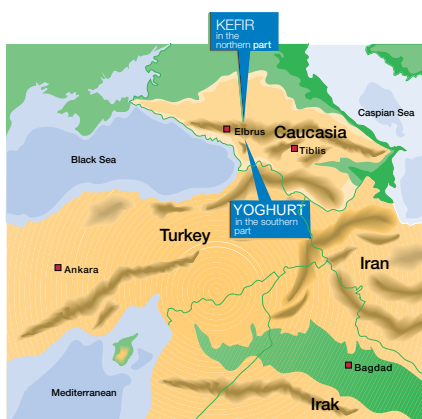 KEFIR
in the
northern part
Caspian Sea
Elbrus
Caucasia
Tiblis
Black Sea
YOGHURT
in the southern
part
Turkey
Iran
Ankara
Bagdad
Mediterranean
Irak